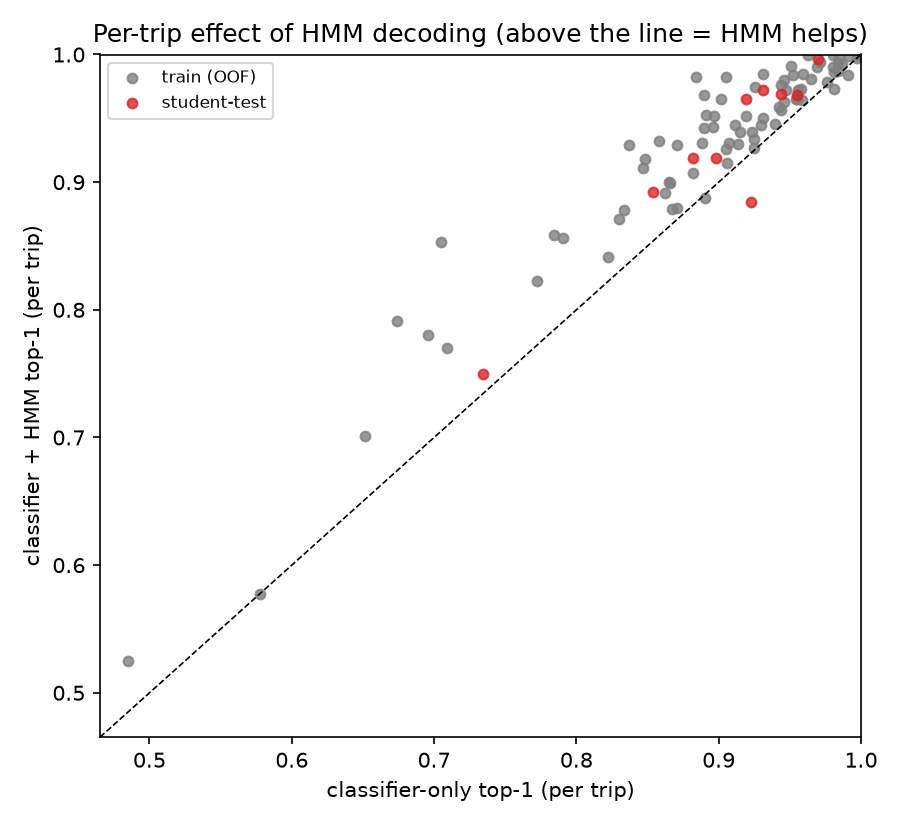 Per-trip effect of HMM decoding (above the line = HMM helps)
train (OOF)
student-test
classifier + HMM top-1 (per trip)
1.0
0.9
0.8
0.7
0.6
0.5
0.5 0.6 0.7 0.8 0.9 1.0
classifier-only top-1 (per trip)